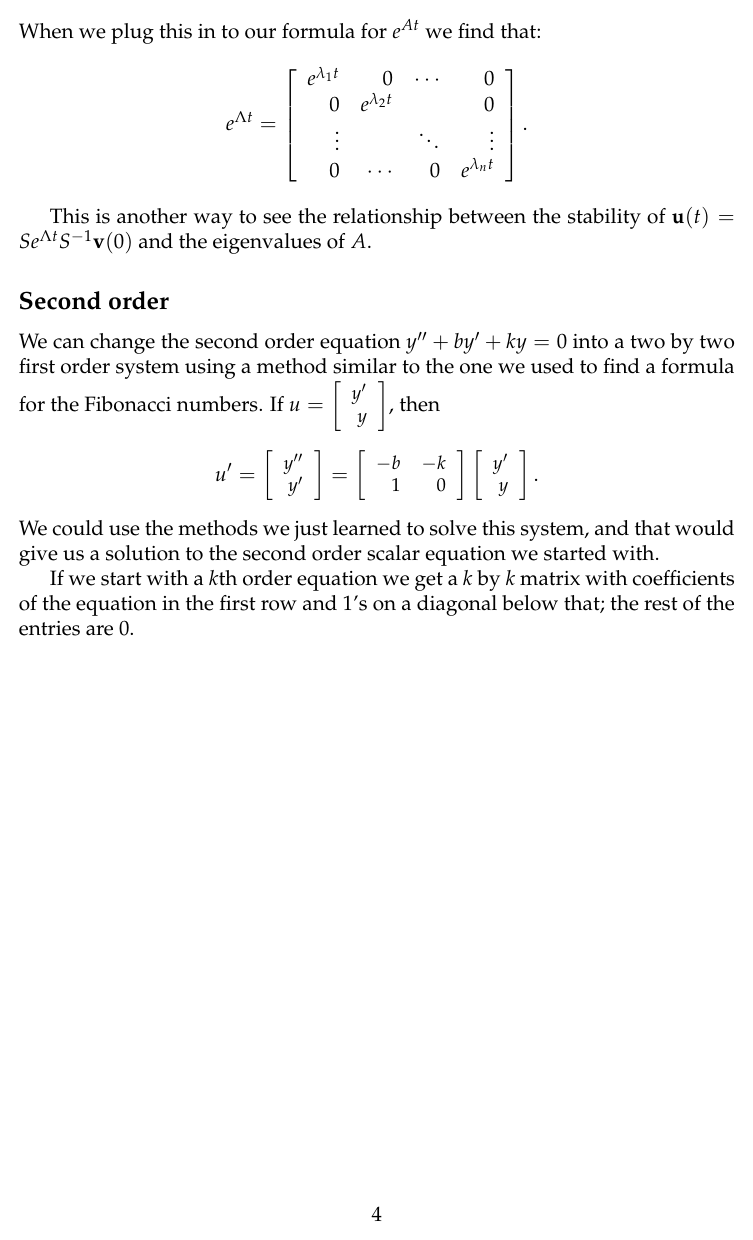 When we plug this in to our formula for e^{At} we find that:
e^{Λt} = [ e^{λ₁t} 0 ⋯ 0
0 e^{λ₂t} 0
⋮ ⋱ ⋮
0 ⋯ 0 e^{λₙt} ] .
This is another way to see the relationship between the stability of u(t) =
Se^{Λt}S^{−1}v(0) and the eigenvalues of A.
Second order
We can change the second order equation y″ + by′ + ky = 0 into a two by two
first order system using a method similar to the one we used to find a formula
for the Fibonacci numbers. If u = [ y′ ; y ], then
u′ = [ y″ ; y′ ] = [ −b −k ; 1 0 ] [ y′ ; y ] .
We could use the methods we just learned to solve this system, and that would
give us a solution to the second order scalar equation we started with.
If we start with a kth order equation we get a k by k matrix with coefficients
of the equation in the first row and 1’s on a diagonal below that; the rest of the
entries are 0.
4